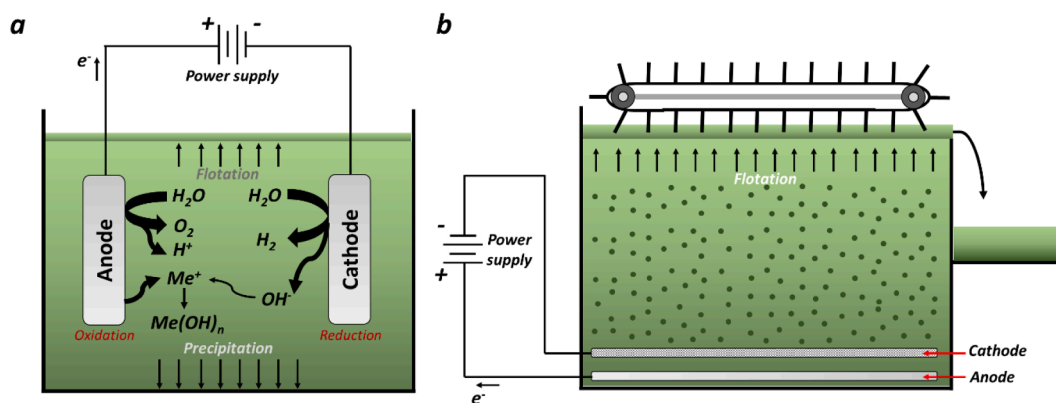 a
+ -
e-
Power supply
Flotation
H2O
H2O
O2
H+
H2
Anode
Cathode
Me+
OH-
Me(OH)n
Oxidation
Reduction
Precipitation
b
Flotation
-
Power
supply
+
Cathode
Anode
e-